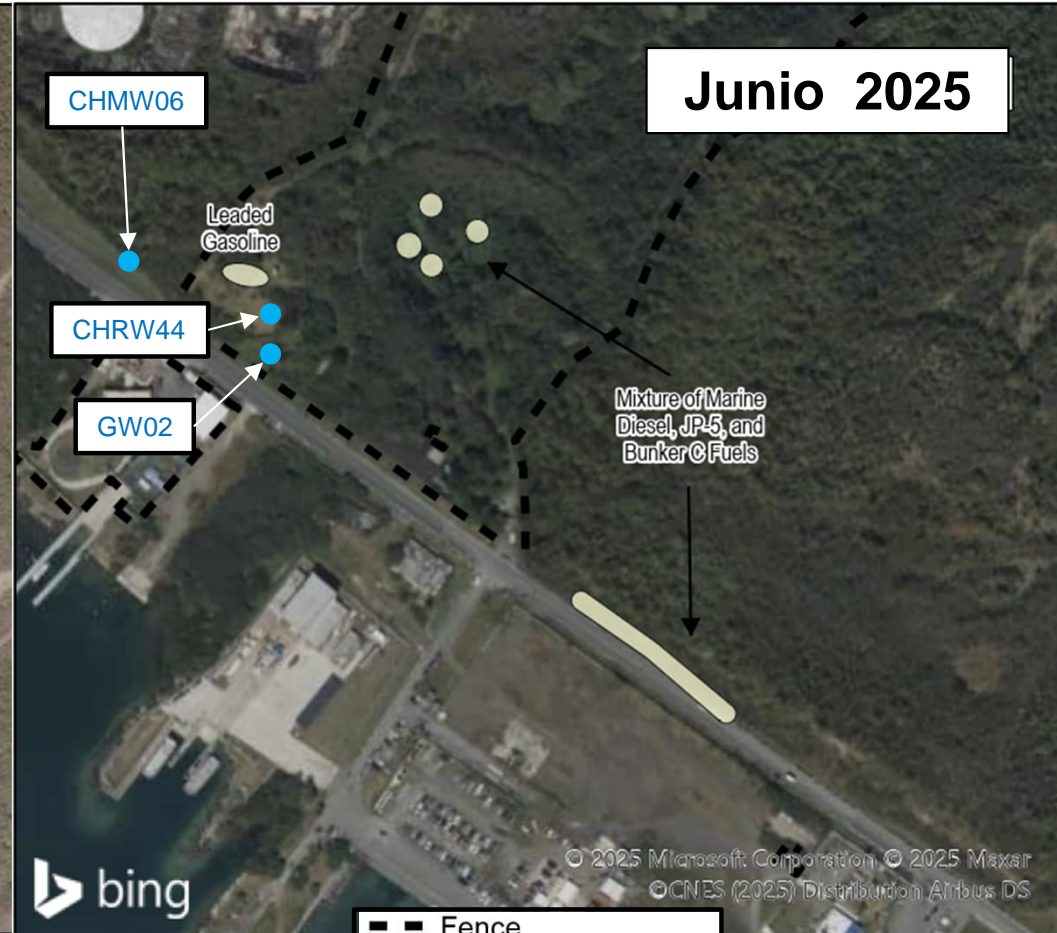 Junio 2025
CHMW06
Leaded
Gasoline
CHRW44
GW02
Mixture of Marine
Diesel, JP-5, and
Bunker C Fuels
© 2025 Microsoft Corporation © 2025 Maxar
©CNES (2025) Distribution Airbus DS
bing
Fence